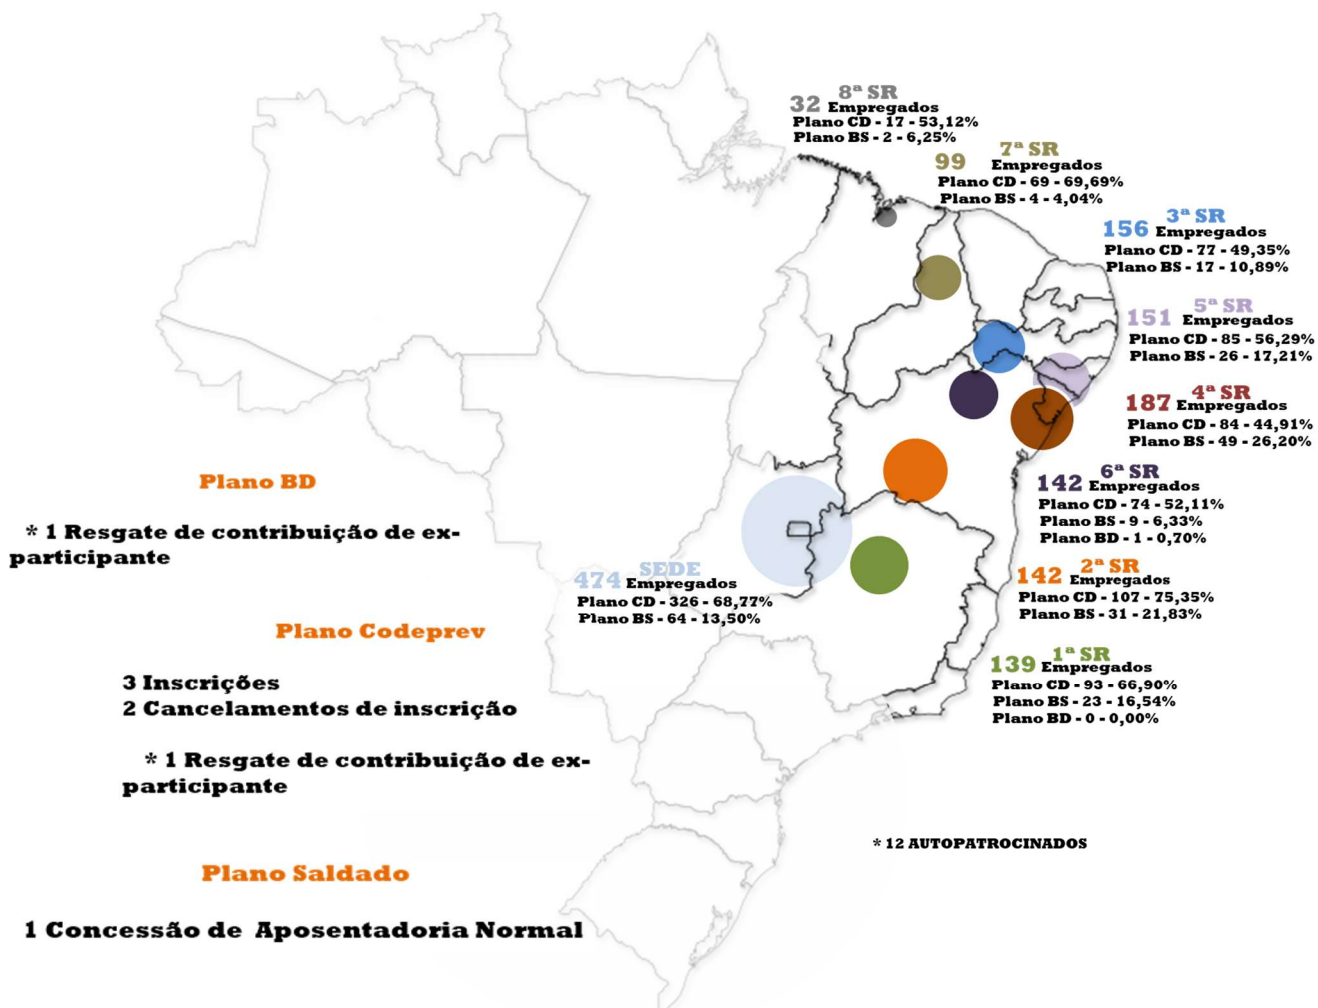 8ª SR
32 Empregados
Plano CD - 17 - 53,12%
Plano BS - 2 - 6,25%
7ª SR
99 Empregados
Plano CD - 69 - 69,69%
Plano BS - 4 - 4,04%
3ª SR
156 Empregados
Plano CD - 77 - 49,35%
Plano BS - 17 - 10,89%
5ª SR
151 Empregados
Plano CD - 85 - 56,29%
Plano BS - 26 - 17,21%
4ª SR
187 Empregados
Plano CD - 84 - 44,91%
Plano BS - 49 - 26,20%
6ª SR
142 Empregados
Plano CD - 74 - 52,11%
Plano BS - 9 - 6,33%
Plano BD - 1 - 0,70%
2ª SR
142 Empregados
Plano CD - 107 - 75,35%
Plano BS - 31 - 21,83%
1ª SR
139 Empregados
Plano CD - 93 - 66,90%
Plano BS - 23 - 16,54%
Plano BD - 0 - 0,00%
SEDE
474 Empregados
Plano CD - 326 - 68,77%
Plano BS - 64 - 13,50%
Plano BD
* 1 Resgate de contribuição de ex-
participante
Plano Codeprev
3 Inscrições
2 Cancelamentos de inscrição
* 1 Resgate de contribuição de ex-
participante
Plano Saldado
1 Concessão de Aposentadoria Normal
* 12 AUTOPATROCINADOS